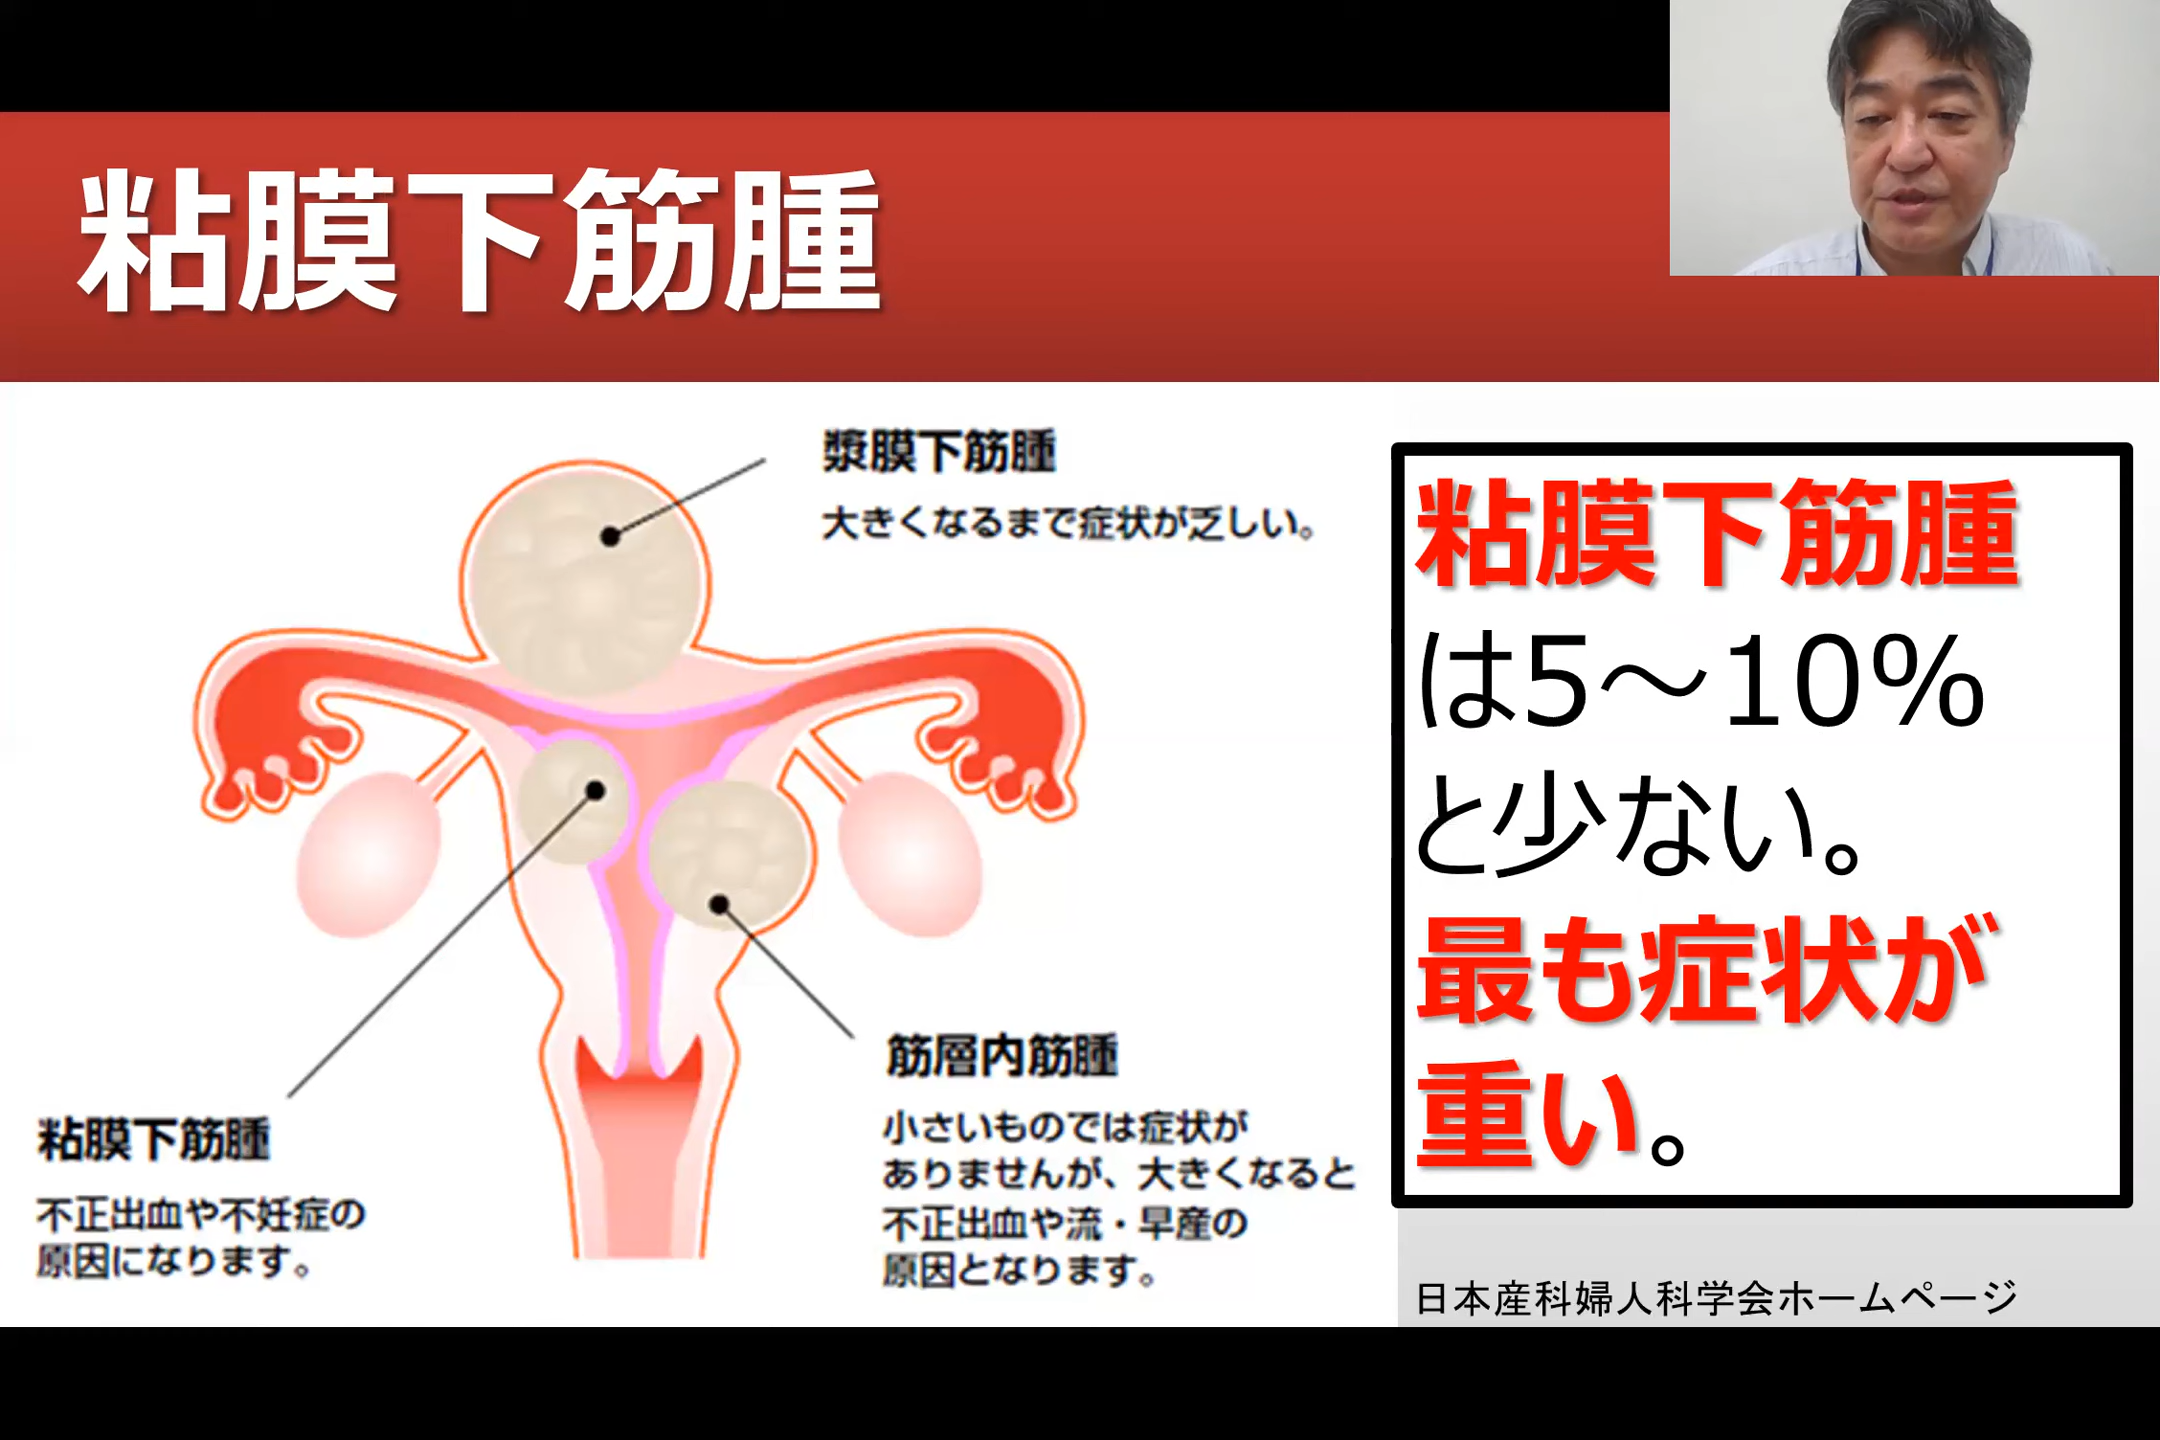 粘膜下筋腫
漿膜下筋腫
大きくなるまで症状が乏しい。
粘膜下筋腫
不正出血や不妊症の
原因になります。
筋層内筋腫
小さいものでは症状が
ありませんが、大きくなると
不正出血や流・早産の
原因となります。
粘膜下筋腫
は5～10%
と少ない。
最も症状が
重い。
日本産科婦人科学会ホームページ